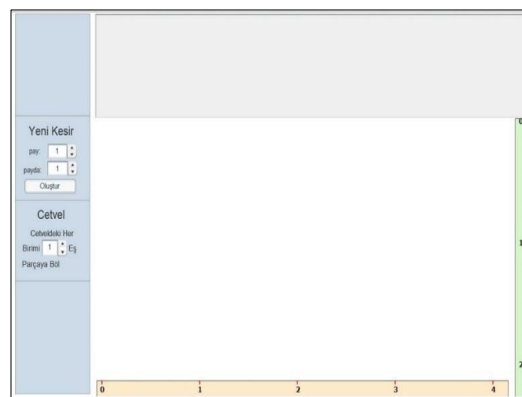 Yeni Kesir
pay: 1
payda: 1
Oluştur
Cetvel
Cetveldeki Her
Birimi 1 Eş
Parçaya Böl
0
1
2
0 1 2 3 4